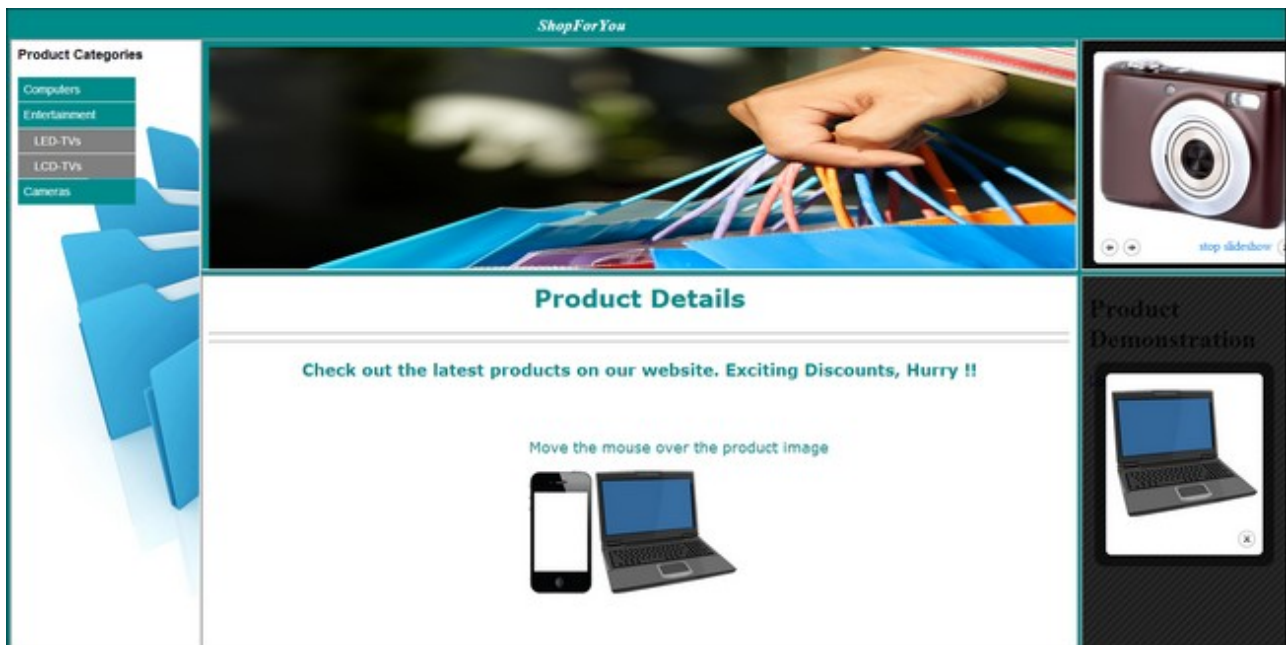 ShopForYou
Product Categories
Computers
Entertainment
LED-TVs
LCD-TVs
Cameras
stop slideshow
Product Details
Check out the latest products on our website. Exciting Discounts, Hurry !!
Move the mouse over the product image
Product
Demonstration
x